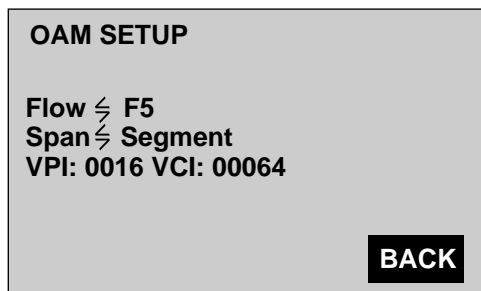 OAM SETUP
Flow ⇋ F5
Span ⇋ Segment
VPI: 0016 VCI: 00064
BACK